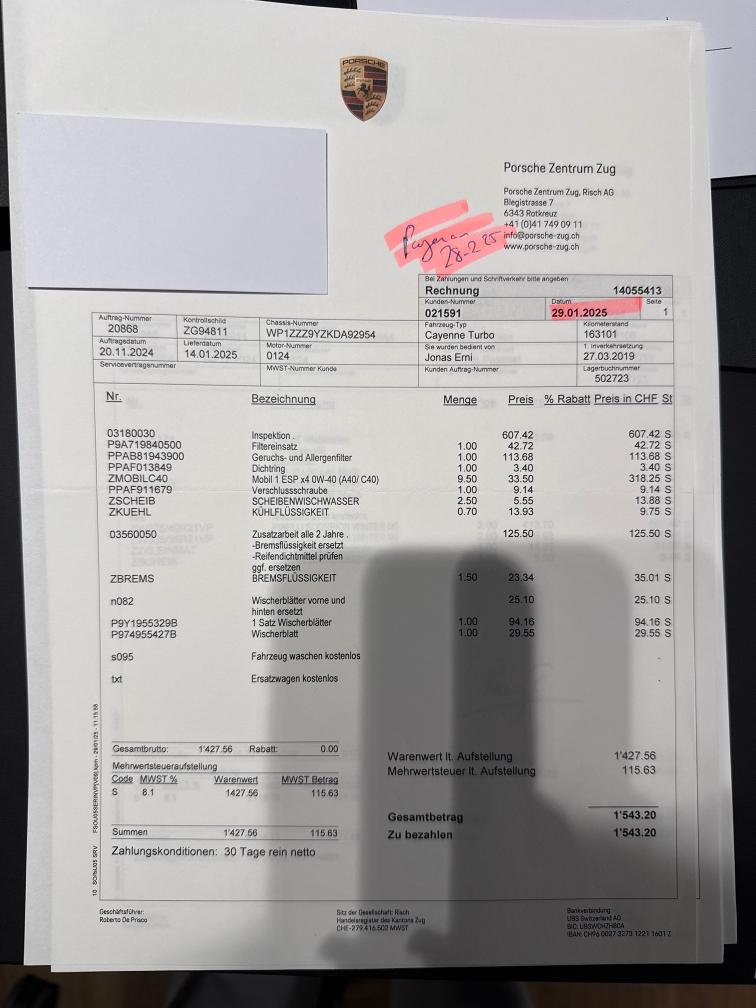 PORSCHE
Porsche Zentrum Zug
Porsche Zentrum Zug, Risch AG
Blegistrasse 7
6343 Rotkreuz
+41 (0)41 749 09 11
info@porsche-zug.ch
www.porsche-zug.ch
28-2 25
Bei Zahlungen und Schriftverkehr bitte angeben
Rechnung 14055413
Kunden-Nummer Datum Seite
021591 29.01.2025 1
Auftrag-Nummer Kontrollschild Chassis-Nummer Fahrzeug-Typ Kilometerstand
20868 ZG94811 WP1ZZZ9YZKDA92954 Cayenne Turbo 163101
Auftragsdatum Lieferdatum Motor-Nummer Sie wurden bedient von 1. Inverkehrsetzung
20.11.2024 14.01.2025 0124 Jonas Erni 27.03.2019
Servicevertragsnummer MWST-Nummer Kunde Kunden Auftrag-Nummer Lagerbuchnummer
502723
Nr. Bezeichnung Menge Preis % Rabatt Preis in CHF St
03180030 Inspektion . 607.42 607.42 S
P9A719840500 Filtereinsatz 1.00 42.72 42.72 S
PPAB81943900 Geruchs- und Allergenfilter 1.00 113.68 113.68 S
PPAF013849 Dichtring 1.00 3.40 3.40 S
ZMOBILC40 Mobil 1 ESP x4 0W-40 (A40/ C40) 9.50 33.50 318.25 S
PPAF911679 Verschlussschraube 1.00 9.14 9.14 S
ZSCHEIB SCHEIBENWISCHWASSER 2.50 5.55 13.88 S
ZKUEHL KÜHLFLÜSSIGKEIT 0.70 13.93 9.75 S
03560050 Zusatzarbeit alle 2 Jahre . 125.50 125.50 S
-Bremsflüssigkeit ersetzt
-Reifendichtmittel prüfen
ggf. ersetzen
ZBREMS BREMSFLÜSSIGKEIT 1.50 23.34 35.01 S
n082 Wischerblätter vorne und 25.10 25.10 S
hinten ersetzt
P9Y1955329B 1 Satz Wischerblätter 1.00 94.16 94.16 S
P974955427B Wischerblatt 1.00 29.55 29.55 S
s095 Fahrzeug waschen kostenlos -
txt Ersatzwagen kostenlos -
Gesamtbrutto: 1'427.56 Rabatt: 0.00
Mehrwertsteueraufstellung
Code MWST % Warenwert MWST Betrag
S 8.1 1427.56 115.63
Summen 1'427.56 115.63
Zahlungskonditionen: 30 Tage rein netto
Warenwert lt. Aufstellung 1'427.56
Mehrwertsteuer lt. Aufstellung 115.63
Gesamtbetrag 1'543.20
Zu bezahlen 1'543.20
Geschäftsführer:
Roberto De Prisco
Sitz der Gesellschaft: Risch
Handelsregister des Kantons Zug
CHE-279.416.502 MWST
Bankverbindung:
UBS Switzerland AG
BIC: UBSWCHZH80A
IBAN: CH96 0027 3273 1221 1601 Z